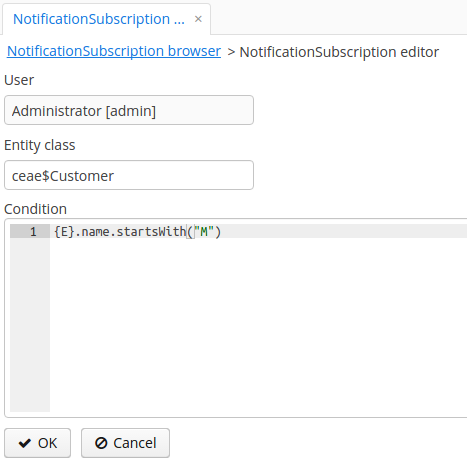 NotificationSubscription ... ×
NotificationSubscription browser > NotificationSubscription editor
User
Administrator [admin]
Entity class
ceae$Customer
Condition
1 {E}.name.startsWith("M")
OK Cancel